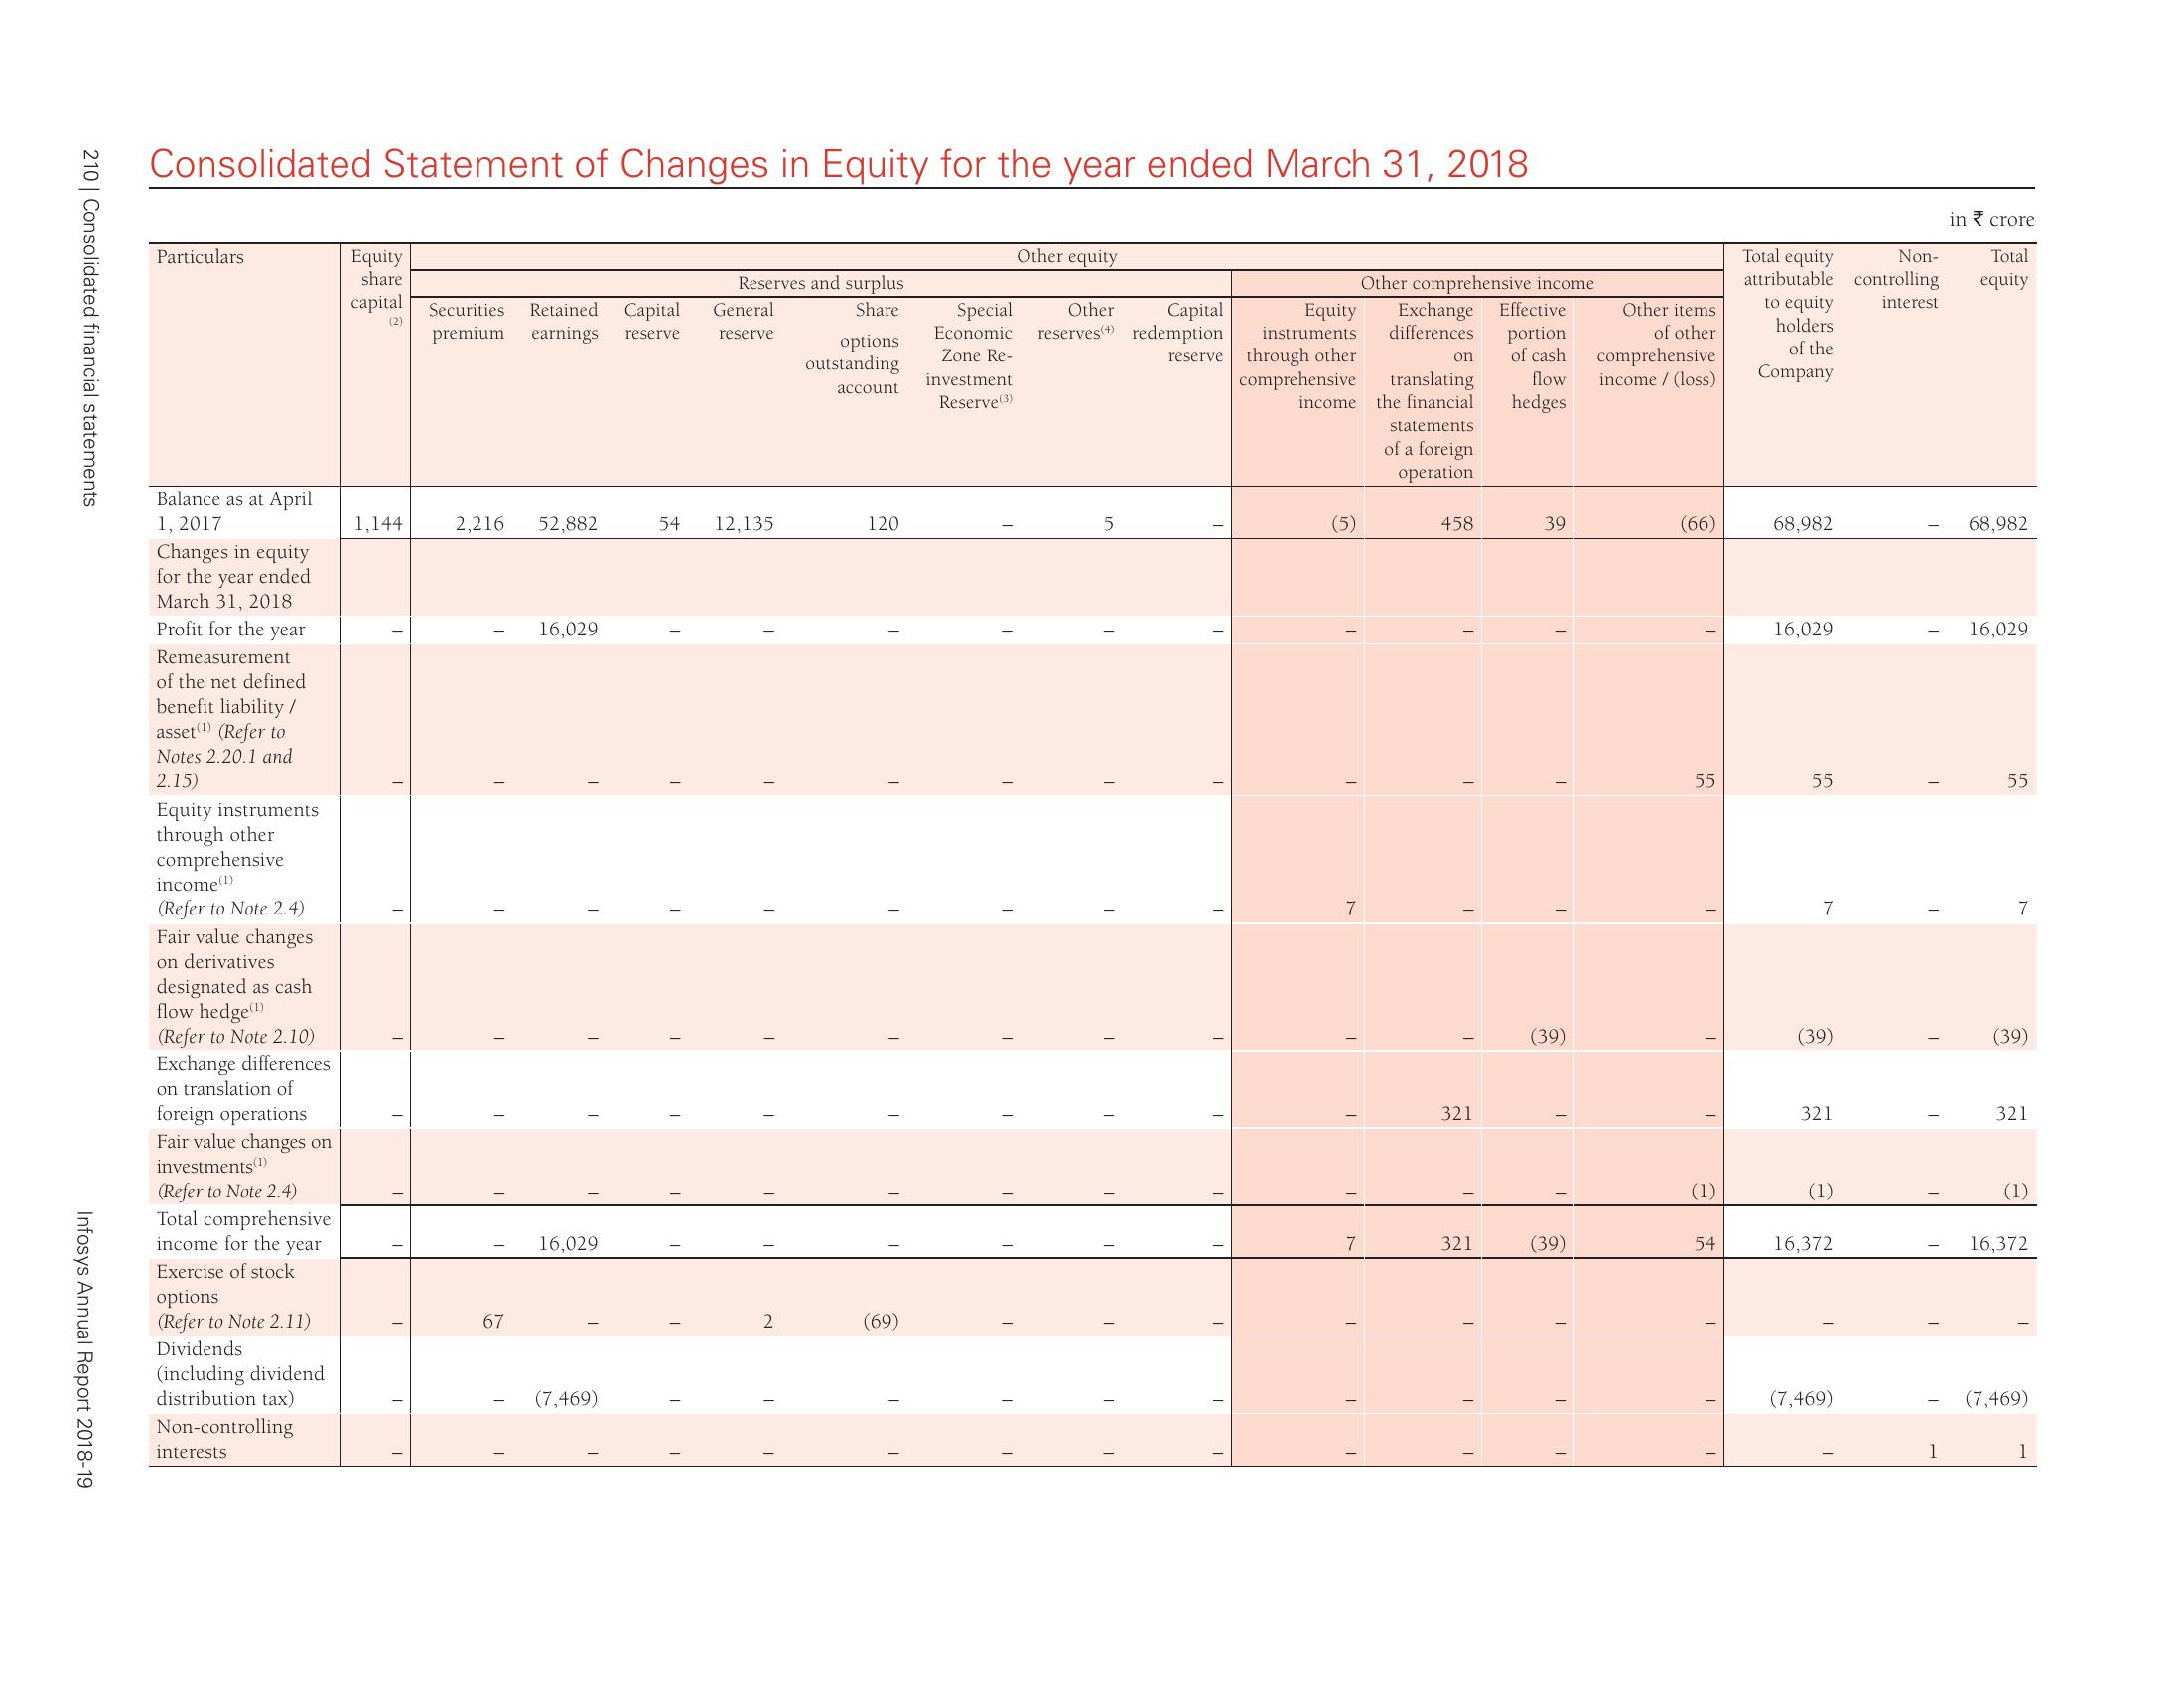 210 | Consolidated financial statements
Infosys Annual Report 2018-19
Consolidated Statement of Changes in Equity for the year ended March 31, 2018
in ₹ crore
Particulars
Equity share capital (2)
Other equity
Reserves and surplus
Other comprehensive income
Securities premium
Retained earnings
Capital reserve
General reserve
Share options outstanding account
Special Economic Zone Re-investment Reserve(3)
Other reserves(4)
Capital redemption reserve
Equity instruments through other comprehensive income
Exchange differences on translating the financial statements of a foreign operation
Effective portion of cash flow hedges
Other items of other comprehensive income / (loss)
Total equity attributable to equity holders of the Company
Non-controlling interest
Total equity
Balance as at April
1, 2017 1,144 2,216 52,882 54 12,135 120 – 5 – (5) 458 39 (66) 68,982 – 68,982
Changes in equity
for the year ended
March 31, 2018
Profit for the year – – 16,029 – – – – – – – – – – 16,029 – 16,029
Remeasurement
of the net defined
benefit liability /
asset(1) (Refer to
Notes 2.20.1 and
2.15) – – – – – – – – – – – – 55 55 – 55
Equity instruments
through other
comprehensive
income(1)
(Refer to Note 2.4) – – – – – – – – – 7 – – – 7 – 7
Fair value changes
on derivatives
designated as cash
flow hedge(1)
(Refer to Note 2.10) – – – – – – – – – – – (39) – (39) – (39)
Exchange differences
on translation of
foreign operations – – – – – – – – – – 321 – – 321 – 321
Fair value changes on
investments(1)
(Refer to Note 2.4) – – – – – – – – – – – – (1) (1) – (1)
Total comprehensive
income for the year – – 16,029 – – – – – – 7 321 (39) 54 16,372 – 16,372
Exercise of stock
options
(Refer to Note 2.11) – 67 – – 2 (69) – – – – – – – – – –
Dividends
(including dividend
distribution tax) – – (7,469) – – – – – – – – – – (7,469) – (7,469)
Non-controlling
interests – – – – – – – – – – – – – – 1 1